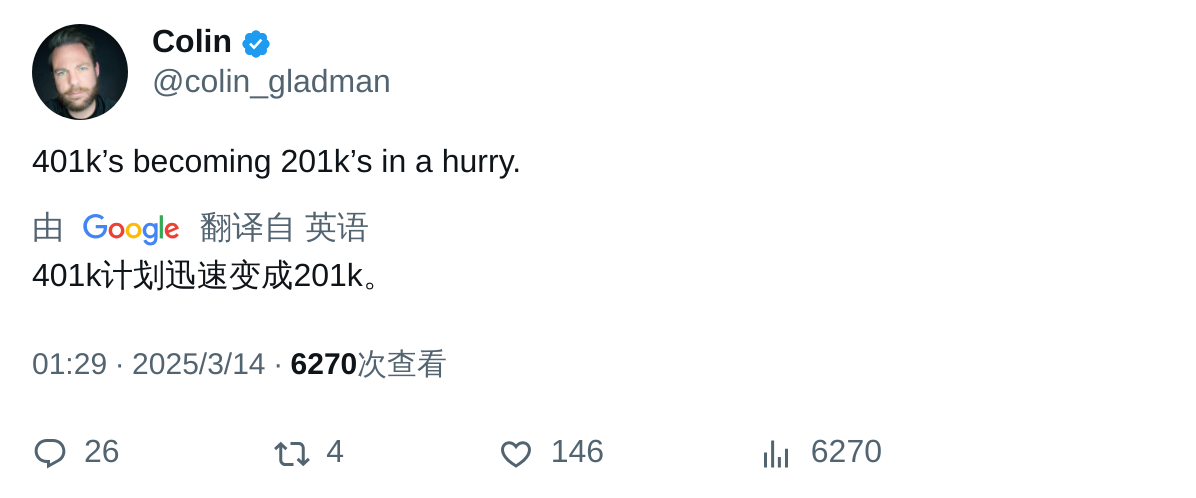 Colin
@colin_gladman
401k’s becoming 201k’s in a hurry.
由 Google 翻译自 英语
401k计划迅速变成201k。
01:29 · 2025/3/14 · 6270次查看
26 4 146 6270